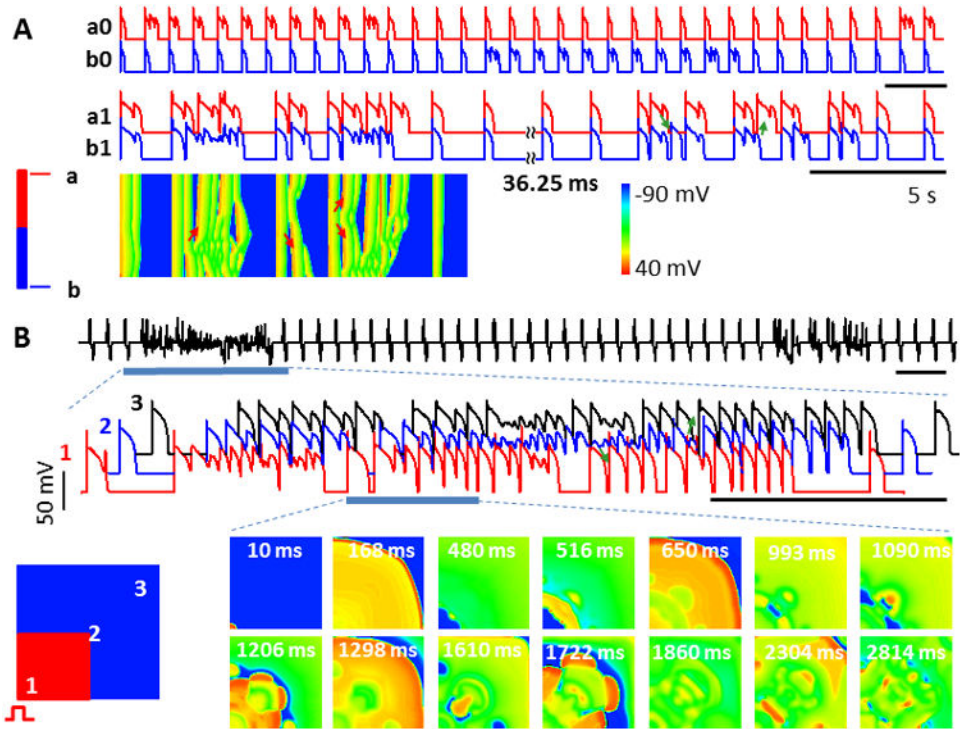 A
a0
b0
a1
b1
36.25 ms
5 s
a
b
-90 mV
40 mV
B
3
2
1
50 mV
10 ms
168 ms
480 ms
516 ms
650 ms
993 ms
1090 ms
1206 ms
1298 ms
1610 ms
1722 ms
1860 ms
2304 ms
2814 ms
3
2
1